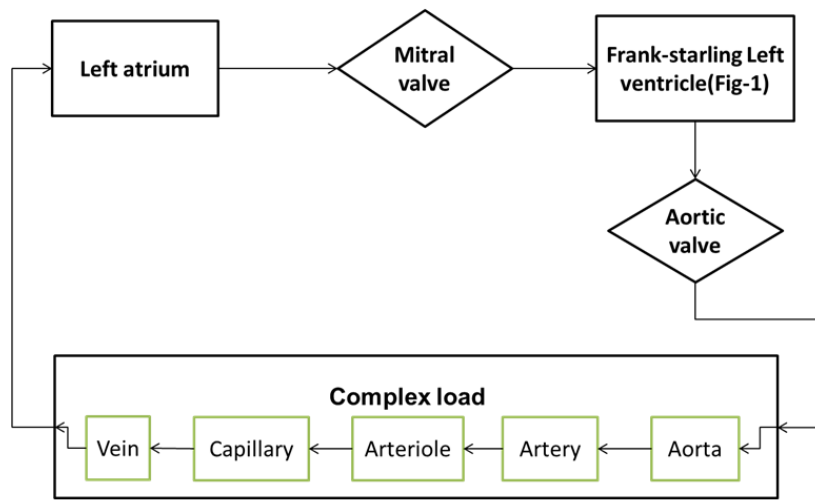 Left atrium
Mitral
valve
Frank-starling Left
ventricle(Fig-1)
Aortic
valve
Complex load
Vein
Capillary
Arteriole
Artery
Aorta